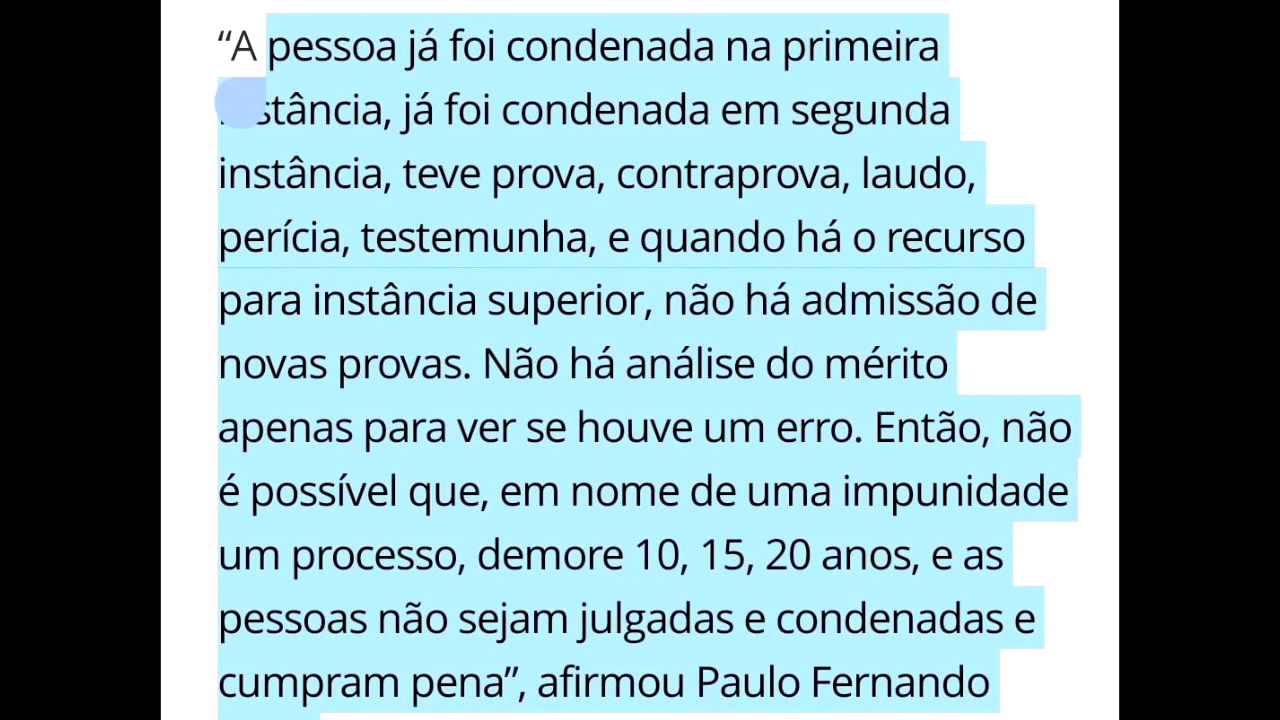 “A pessoa já foi condenada na primeira
stância, já foi condenada em segunda
instância, teve prova, contraprova, laudo,
perícia, testemunha, e quando há o recurso
para instância superior, não há admissão de
novas provas. Não há análise do mérito
apenas para ver se houve um erro. Então, não
é possível que, em nome de uma impunidade
um processo, demore 10, 15, 20 anos, e as
pessoas não sejam julgadas e condenadas e
cumpram pena”, afirmou Paulo Fernando